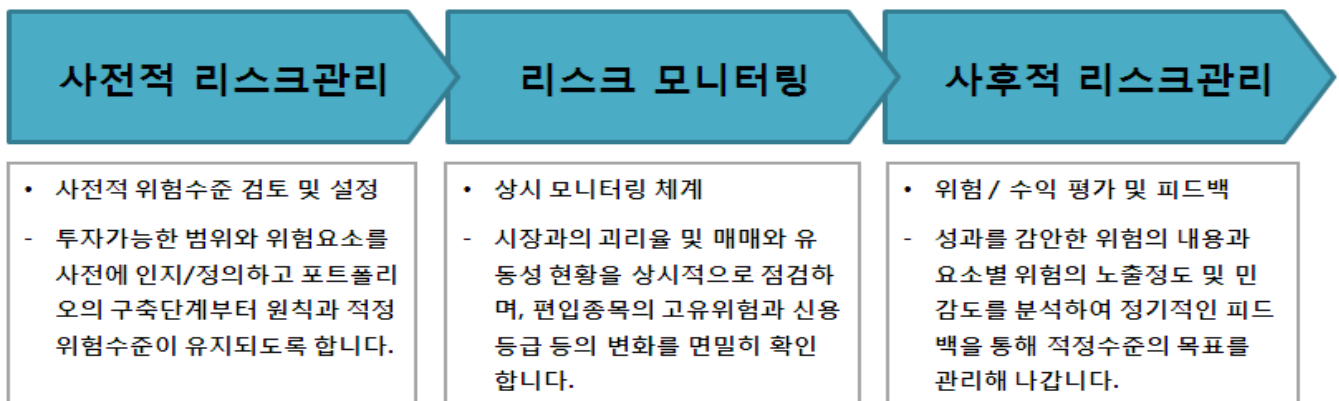 사전적 리스크관리
리스크 모니터링
사후적 리스크관리
• 사전적 위험수준 검토 및 설정
- 투자가능한 범위와 위험요소를
사전에 인지/정의하고 포트폴리
오의 구축단계부터 원칙과 적정
위험수준이 유지되도록 합니다.
• 상시 모니터링 체계
- 시장과의 괴리율 및 매매와 유
동성 현황을 상시적으로 점검하
며, 편입종목의 고유위험과 신용
등급 등의 변화를 면밀히 확인
합니다.
• 위험 / 수익 평가 및 피드백
- 성과를 감안한 위험의 내용과
요소별 위험의 노출정도 및 민
감도를 분석하여 정기적인 피드
백을 통해 적정수준의 목표를
관리해 나갑니다.